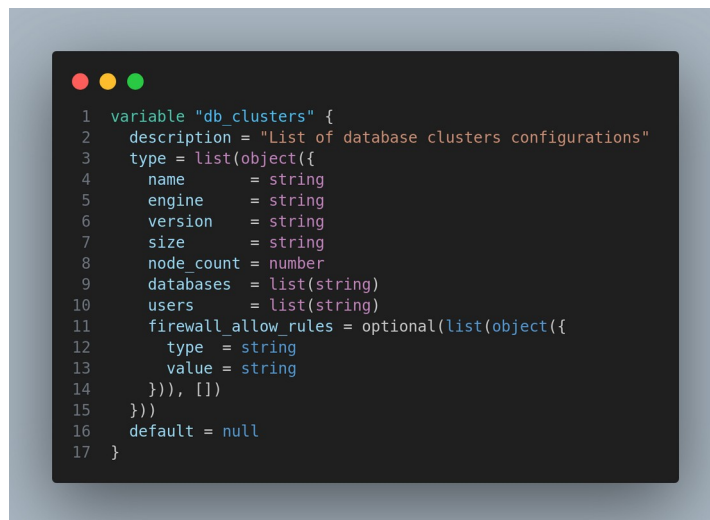 1 variable "db_clusters" {
2   description = "List of database clusters configurations"
3   type = list(object({
4     name       = string
5     engine     = string
6     version    = string
7     size       = string
8     node_count = number
9     databases  = list(string)
10     users      = list(string)
11     firewall_allow_rules = optional(list(object({
12       type  = string
13       value = string
14     })), [])
15   }))
16   default = null
17 }